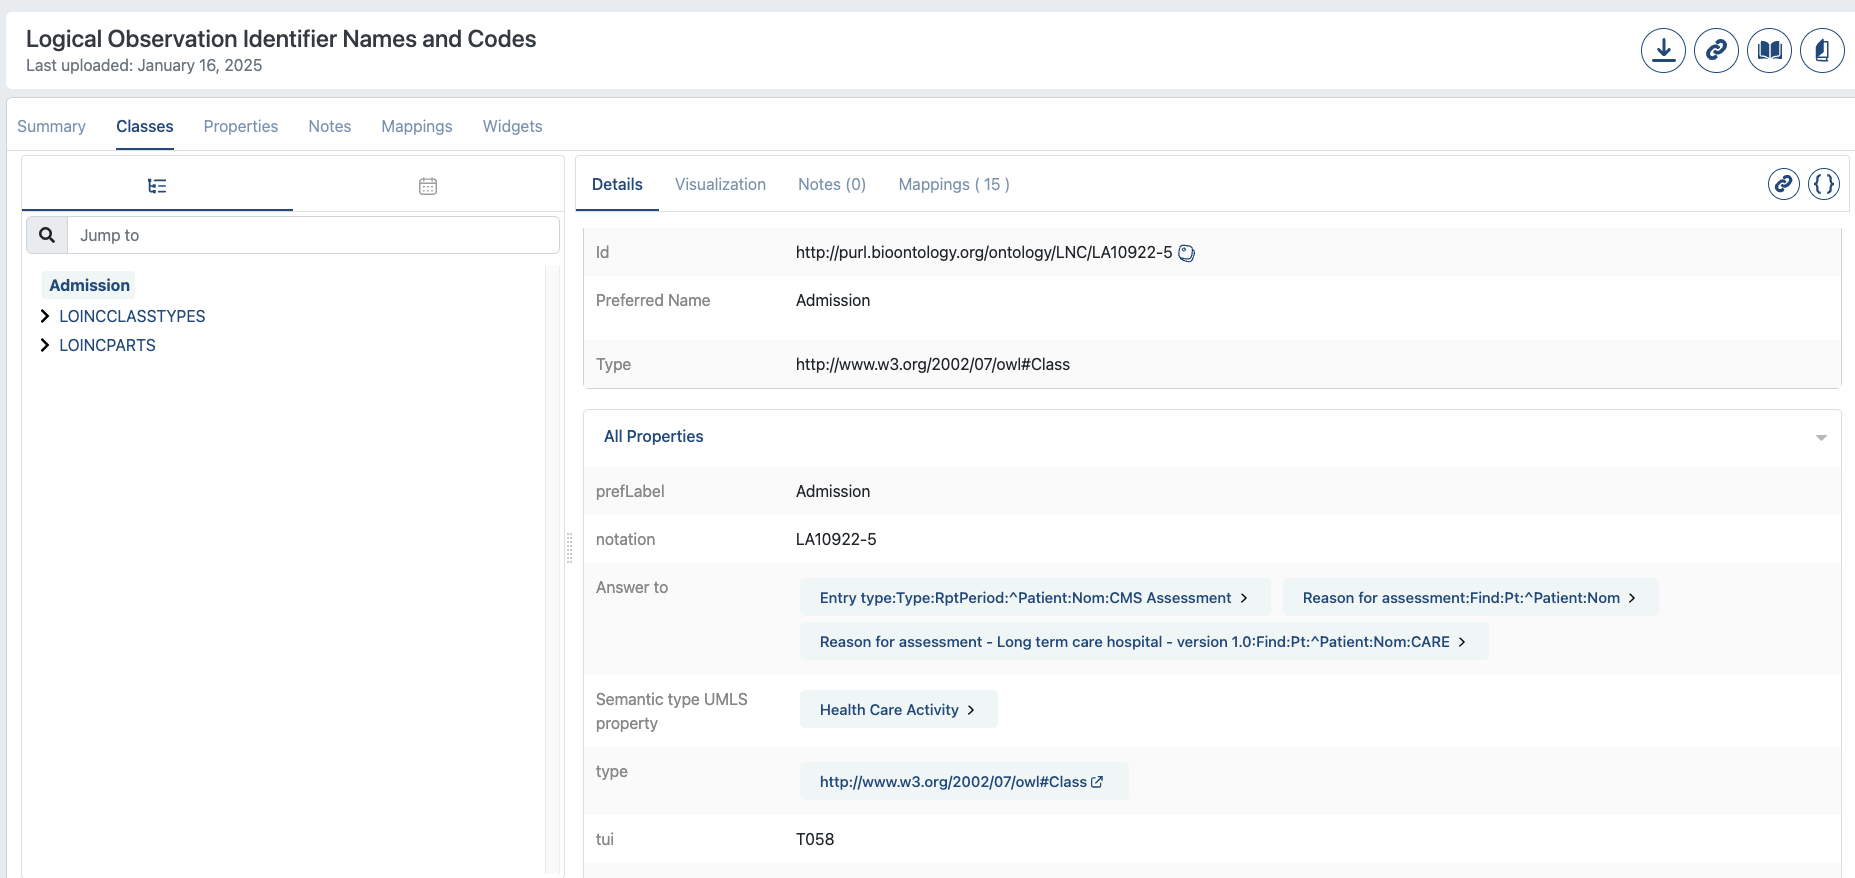 Logical Observation Identifier Names and Codes
Last uploaded: January 16, 2025
Summary Classes Properties Notes Mappings Widgets
Jump to
Admission
LOINCCLASSTYPES
LOINCPARTS
Details Visualization Notes (0) Mappings ( 15 )
Id http://purl.bioontology.org/ontology/LNC/LA10922-5
Preferred Name Admission
Type http://www.w3.org/2002/07/owl#Class
All Properties
prefLabel Admission
notation LA10922-5
Answer to Entry type:Type:RptPeriod:^Patient:Nom:CMS Assessment Reason for assessment:Find:Pt:^Patient:Nom
Reason for assessment - Long term care hospital - version 1.0:Find:Pt:^Patient:Nom:CARE
Semantic type UMLS
property
Health Care Activity
type http://www.w3.org/2002/07/owl#Class
tui T058